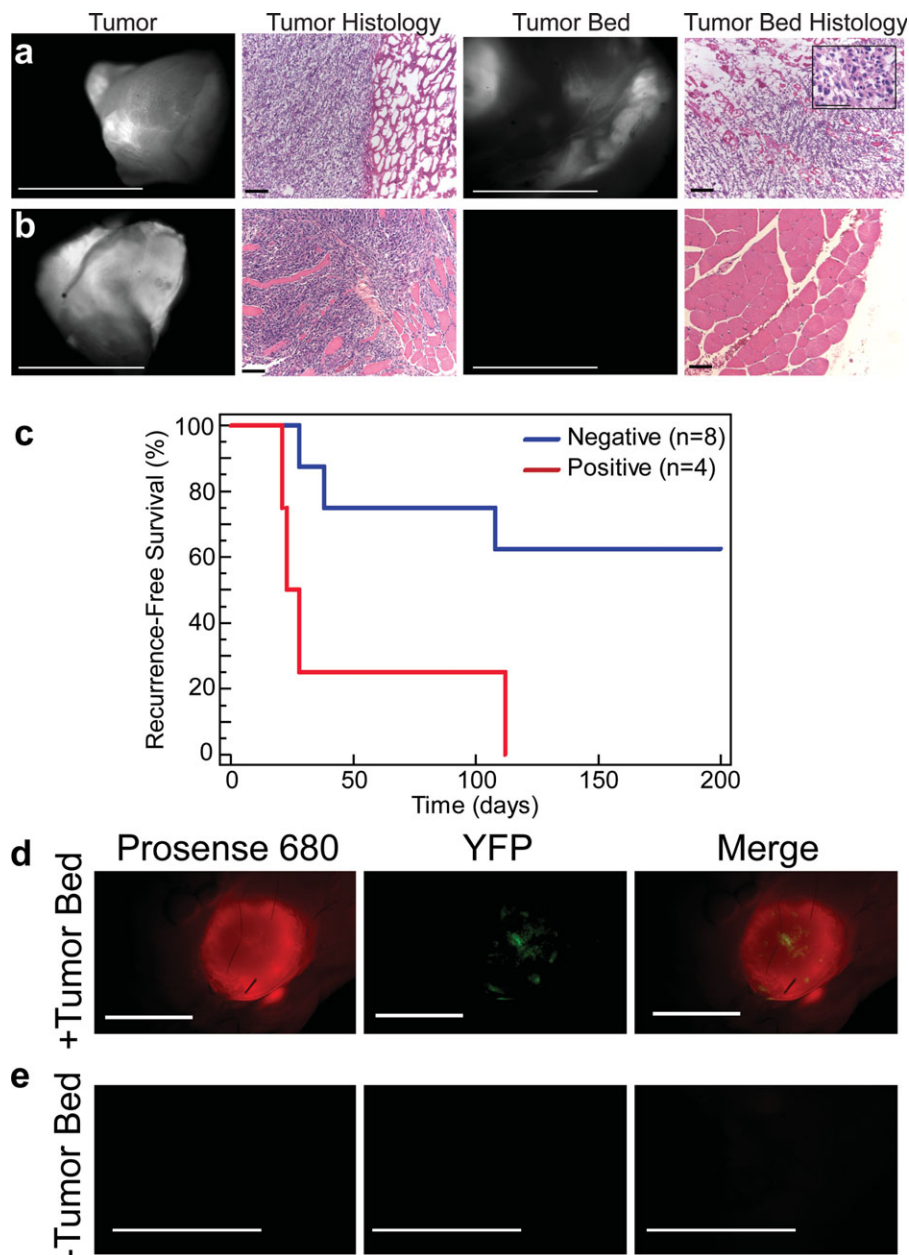 Tumor Tumor Histology Tumor Bed Tumor Bed Histology
a
b
c
Recurrence-Free Survival (%)
100
80
60
40
20
0
Negative (n=8)
Positive (n=4)
0 50 100 150 200
Time (days)
d
Prosense 680 YFP Merge
+Tumor Bed
e
-Tumor Bed